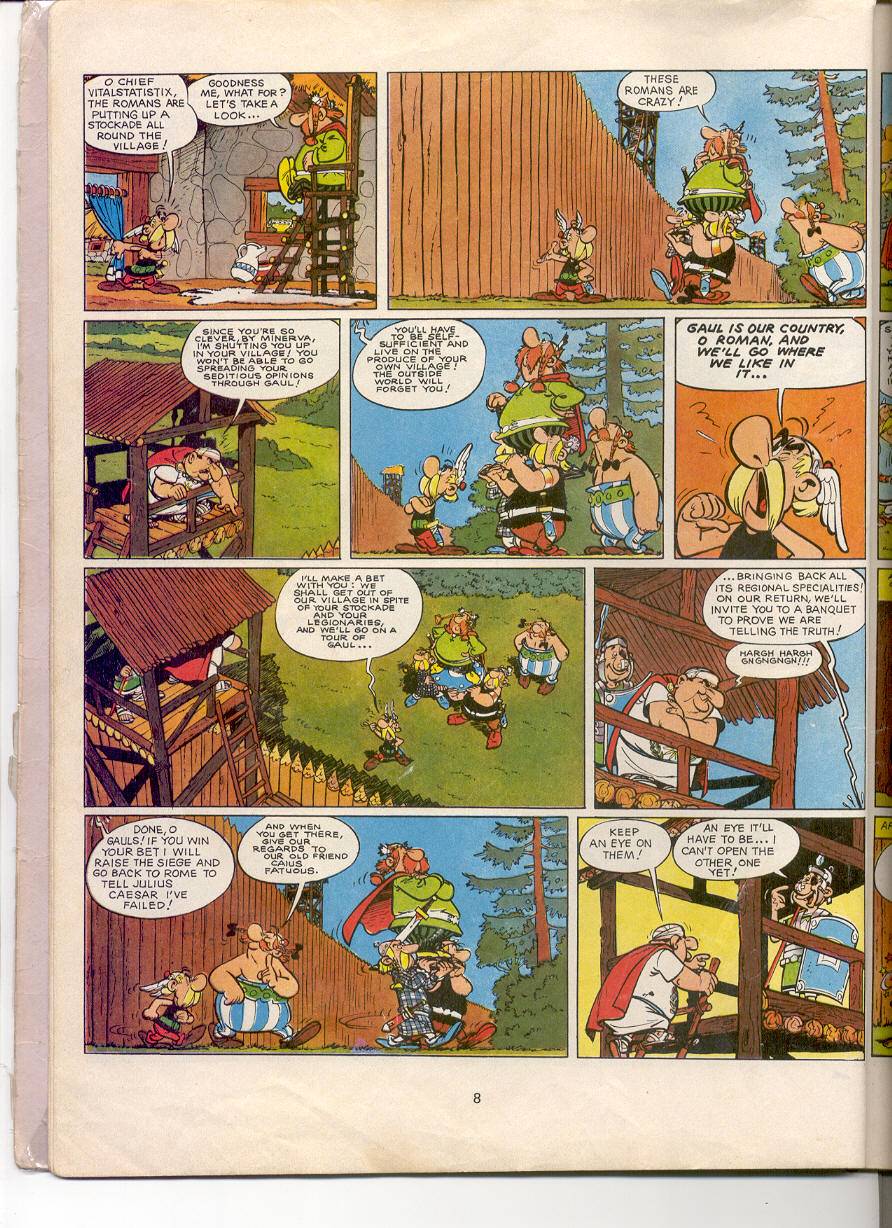 O CHIEF
VITALSTATISTIX,
THE ROMANS ARE
PUTTING UP A
STOCKADE ALL
ROUND THE
VILLAGE!
GOODNESS
ME, WHAT FOR?
LET'S TAKE A
LOOK...
THESE
ROMANS ARE
CRAZY!
SINCE YOU'RE SO
CLEVER, BY MINERVA,
I'M SHUTTING YOU UP
IN YOUR VILLAGE! YOU
WON'T BE ABLE TO GO
SPREADING YOUR
SEDITIOUS OPINIONS
THROUGH GAUL!
YOU'LL HAVE
TO BE SELF-
SUFFICIENT AND
LIVE ON THE
PRODUCE OF YOUR
OWN VILLAGE!
THE OUTSIDE
WORLD WILL
FORGET YOU!
GAUL IS OUR COUNTRY,
O ROMAN, AND
WE'LL GO WHERE
WE LIKE IN
IT...
I'LL MAKE A BET
WITH YOU: WE
SHALL GET OUT OF
OUR VILLAGE IN SPITE
OF YOUR STOCKADE
AND YOUR
LEGIONARIES,
AND WE'LL GO ON A
TOUR OF
GAUL...
...BRINGING BACK ALL
ITS REGIONAL SPECIALITIES!
ON OUR RETURN, WE'LL
INVITE YOU TO A BANQUET
TO PROVE WE ARE
TELLING THE TRUTH!
HARGH HARGH
GNGNGNGN!!!
DONE, O
GAULS! IF YOU WIN
YOUR BET I WILL
RAISE THE SIEGE AND
GO BACK TO ROME TO
TELL JULIUS
CAESAR I'VE
FAILED!
AND WHEN
YOU GET THERE,
GIVE OUR
REGARDS TO
OUR OLD FRIEND
CAIUS
FATUOUS.
KEEP
AN EYE ON
THEM!
AN EYE IT'LL
HAVE TO BE... I
CAN'T OPEN THE
OTHER ONE
YET!
8